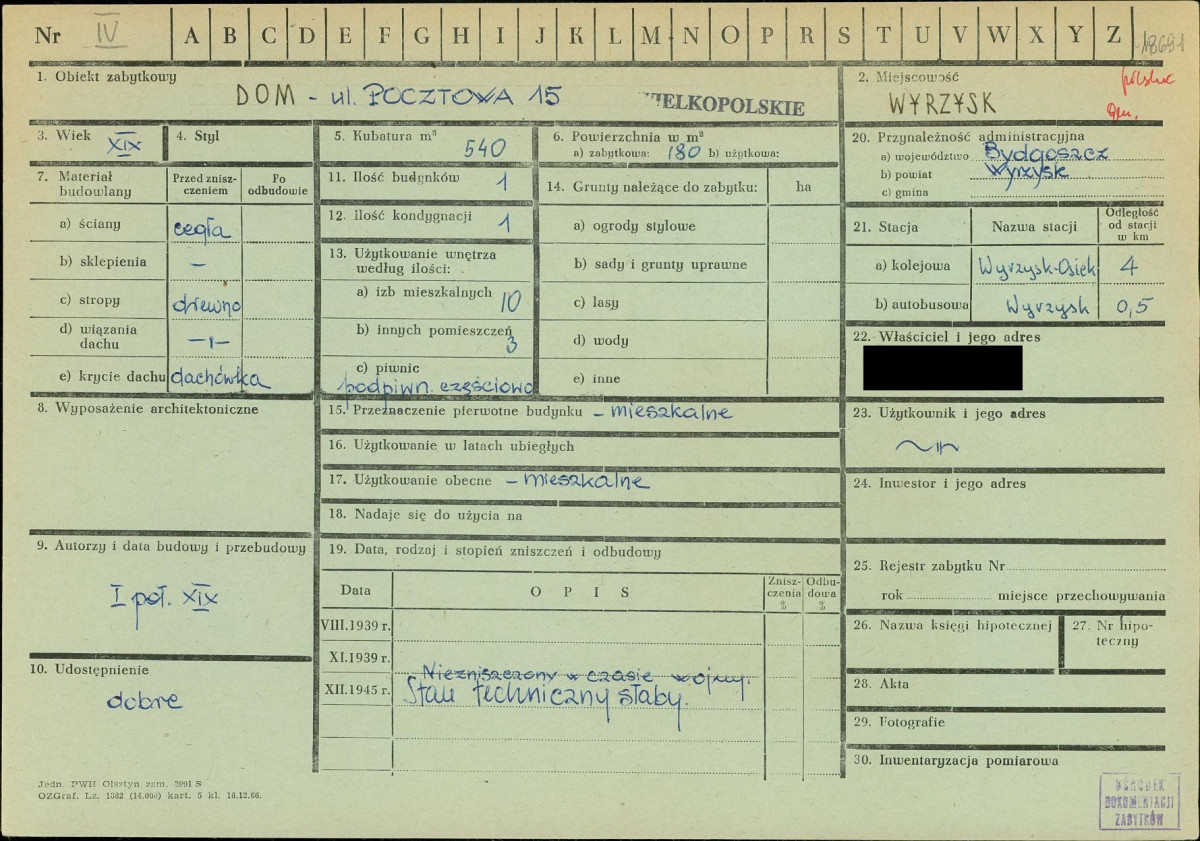 Nr IV A B C D E F G H I J K L M N O P R S T U V W X Y Z 18691
1. Obiekt zabytkowy
DOM - ul. POCZTOWA 15
WIELKOPOLSKIE
2. Miejscowość
WYRZYSK
3. Wiek XIX
4. Styl
5. Kubatura m³
540
6. Powierzchnia w m²
a) zabytkowa: 180 b) użytkowa:
7. Materiał budowlany
Przed zniszczeniem
Po odbudowie
a) ściany cegła
b) sklepienia –
c) stropy drewno
d) wiązania dachu –"–
e) krycie dachu dachówka
8. Wyposażenie architektoniczne
9. Autorzy i data budowy i przebudowy
I poł. XIX
10. Udostępnienie
dobre
11. Ilość budynków 1
12. Ilość kondygnacji 1
13. Użytkowanie wnętrza
według ilości:
a) izb mieszkalnych 10
b) innych pomieszczeń 3
c) piwnic
podpiwn. częściowo
14. Grunty należące do zabytku: ha
a) ogrody stylowe
b) sady i grunty uprawne
c) lasy
d) wody
e) inne
15. Przeznaczenie pierwotne budynku – mieszkalne
16. Użytkowanie w latach ubiegłych
17. Użytkowanie obecne – mieszkalne
18. Nadaje się do użycia na
19. Data, rodzaj i stopień zniszczeń i odbudowy
Data
O P I S
Zniszczenia %
Odbudowa %
VIII.1939 r.
XI.1939 r.
Niezniszczony w czasie wojny.
XII.1945 r. Stan techniczny słaby.
20. Przynależność administracyjna
a) województwo Bydgoszcz
b) powiat Wyrzysk
c) gmina
21. Stacja
Nazwa stacji
Odległość od stacji w km
a) kolejowa Wyrzysk-Osiek 4
b) autobusowa Wyrzysk 0,5
22. Właściciel i jego adres
23. Użytkownik i jego adres
24. Inwestor i jego adres
25. Rejestr zabytku Nr
rok miejsce przechowywania
26. Nazwa księgi hipotecznej
27. Nr hipoteczny
28. Akta
29. Fotografie
30. Inwentaryzacja pomiarowa
Jedn. PWH Olsztyn zam. 3991 S
OZGraf. Lz, 1382 (14.000) kart. 5 kl. 16.12.66.
OŚRODEK
DOKUMENTACJI
ZABYTKÓW